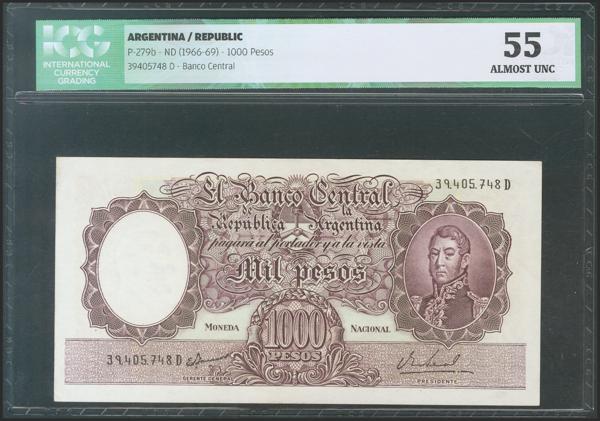 ICG
INTERNATIONAL
CURRENCY
GRADING
ARGENTINA / REPUBLIC
P-279b - ND (1966-69) - 1000 Pesos
39405748 D - Banco Central
55
ALMOST UNC
39.405.748 D
El Banco Central
de la
República Argentina
pagará al portador y a la vista
Mil pesos
MONEDA NACIONAL
1000
PESOS
39.405.748 D
GERENTE GENERAL
PRESIDENTE